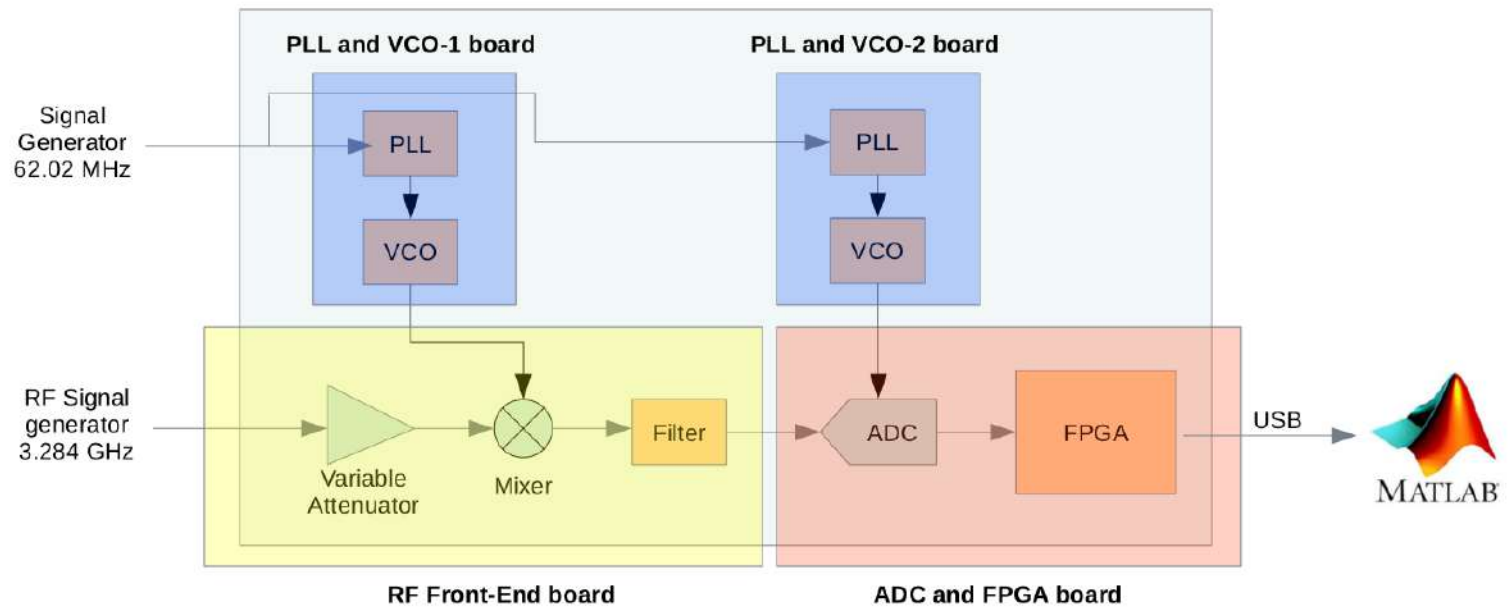 PLL and VCO-1 board
PLL and VCO-2 board
Signal
Generator
62.02 MHz
PLL
VCO
PLL
VCO
RF Signal
generator
3.284 GHz
Variable
Attenuator
Mixer
Filter
ADC
FPGA
USB
MATLAB
RF Front-End board
ADC and FPGA board